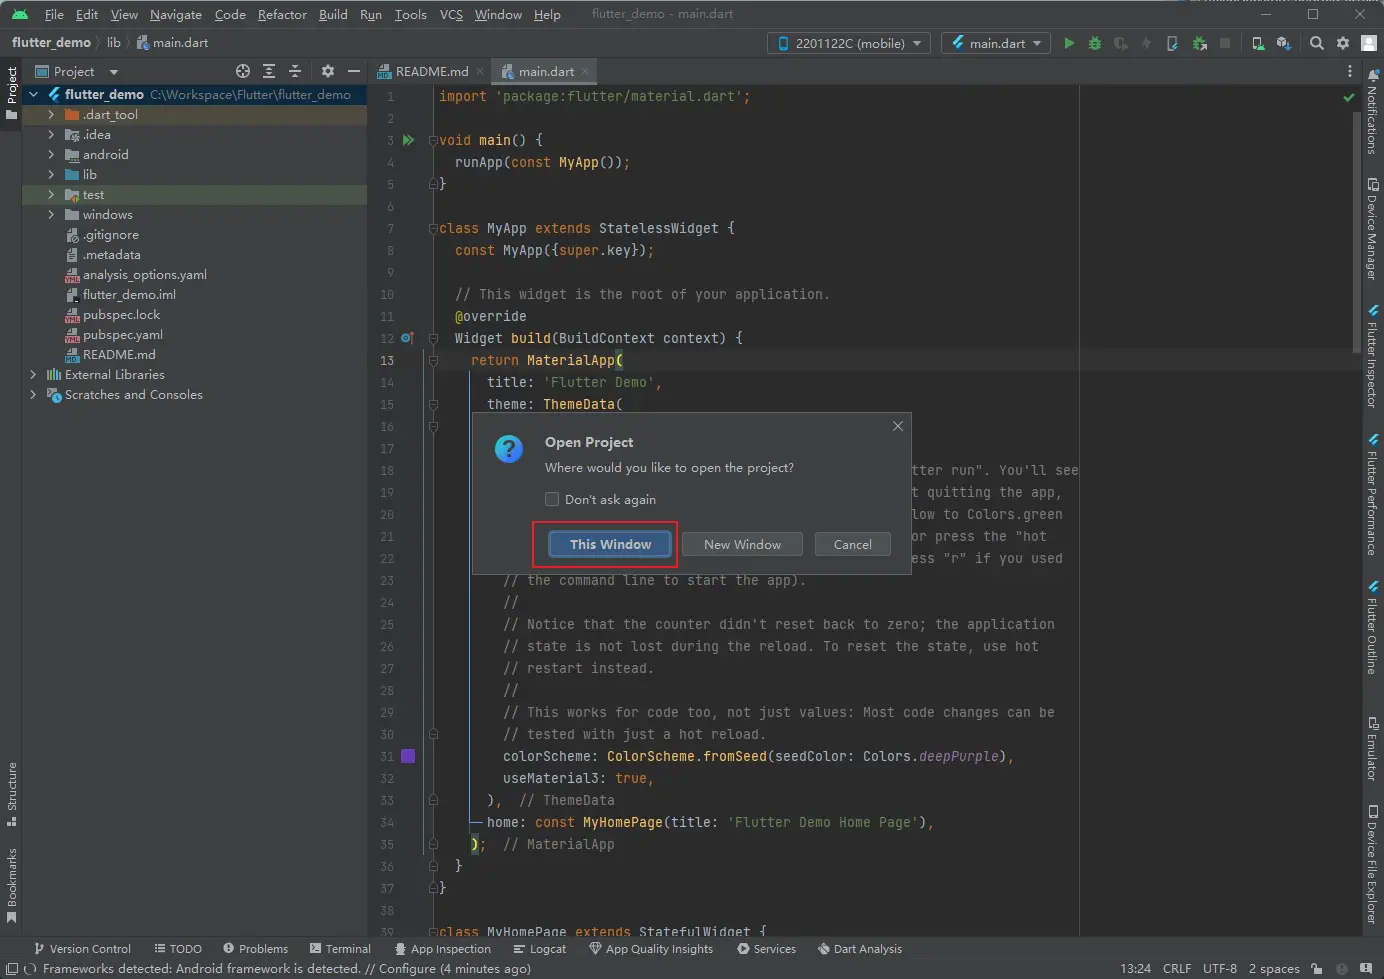 File Edit View Navigate Code Refactor Build Run Tools VCS Window Help flutter_demo - main.dart
flutter_demo lib main.dart
2201122C (mobile) main.dart
Project
README.md
main.dart
flutter_demo C:\Workspace\Flutter\flutter_demo
.dart_tool
.idea
android
lib
test
windows
.gitignore
.metadata
analysis_options.yaml
flutter_demo.iml
pubspec.lock
pubspec.yaml
README.md
External Libraries
Scratches and Consoles
Project
Structure
Bookmarks
1 import 'package:flutter/material.dart';
2
3 void main() {
4 runApp(const MyApp());
5 }
6
7 class MyApp extends StatelessWidget {
8 const MyApp({super.key});
9
10 // This widget is the root of your application.
11 @override
12 Widget build(BuildContext context) {
13 return MaterialApp(
14 title: 'Flutter Demo',
15 theme: ThemeData(
16
17
18 tter run". You'll see
19 t quitting the app,
20 low to Colors.green
21 or press the "hot
22 ess "r" if you used
23 // the command line to start the app).
24 //
25 // Notice that the counter didn't reset back to zero; the application
26 // state is not lost during the reload. To reset the state, use hot
27 // restart instead.
28 //
29 // This works for code too, not just values: Most code changes can be
30 // tested with just a hot reload.
31 colorScheme: ColorScheme.fromSeed(seedColor: Colors.deepPurple),
32 useMaterial3: true,
33 ), // ThemeData
34 home: const MyHomePage(title: 'Flutter Demo Home Page'),
35 ); // MaterialApp
36 }
37 }
38
39 class MyHomePage extends StatefulWidget {
Open Project
Where would you like to open the project?
Don't ask again
This Window
New Window
Cancel
Notifications
Device Manager
Flutter Inspector
Flutter Performance
Flutter Outline
Emulator
Device File Explorer
Version Control TODO Problems Terminal App Inspection Logcat App Quality Insights Services Dart Analysis
Frameworks detected: Android framework is detected. // Configure (4 minutes ago) 13:24 CRLF UTF-8 2 spaces